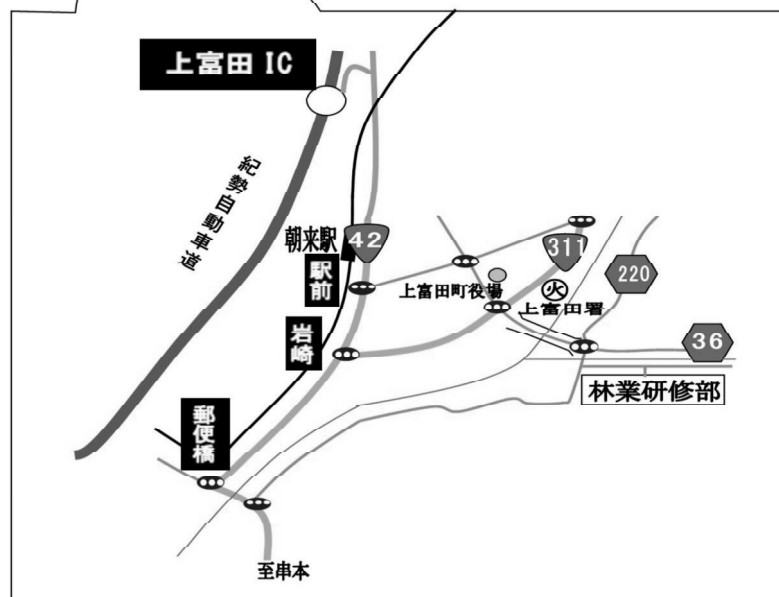 上富田 IC
紀勢自動車道
朝来駅
42
駅前
311
220
上富田町役場
火
上富田署
36
岩崎
林業研修部
郵便橋
至串本